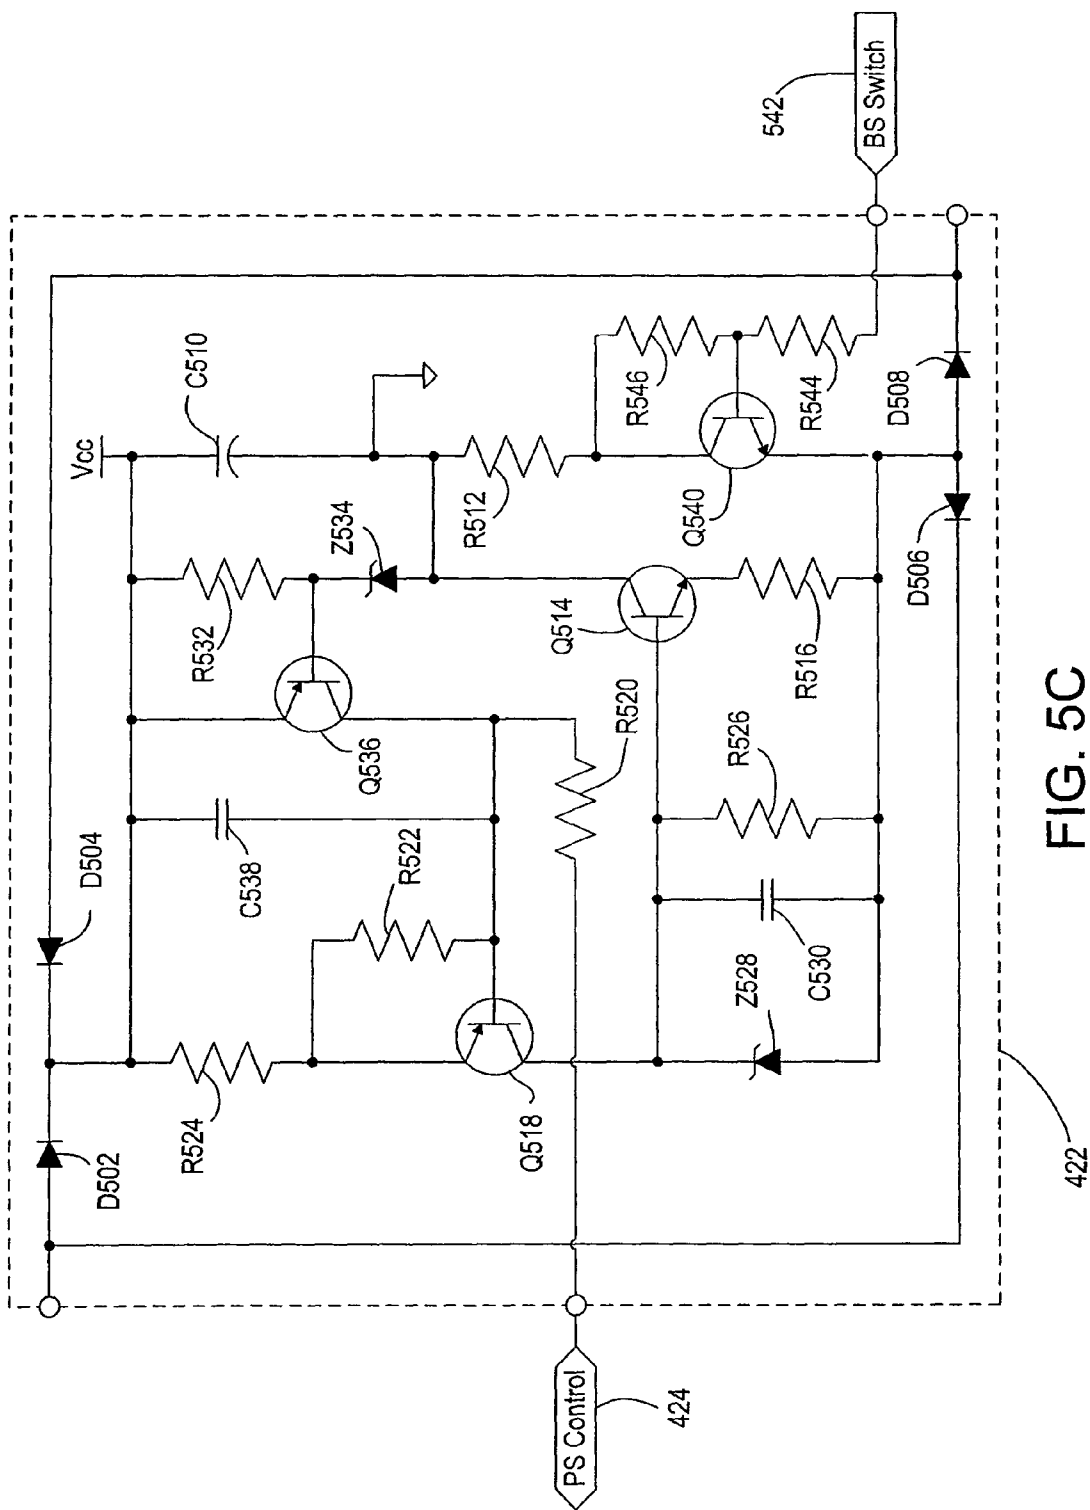 Vcc
C510
D504
R532
Z534
C538
Q536
R522
R524
D502
R512
R546
R544
D508
542
BS Switch
Q540
Q514
R520
R516
D506
R526
Q518
Z528
C530
PS Control
424
422
FIG. 5C